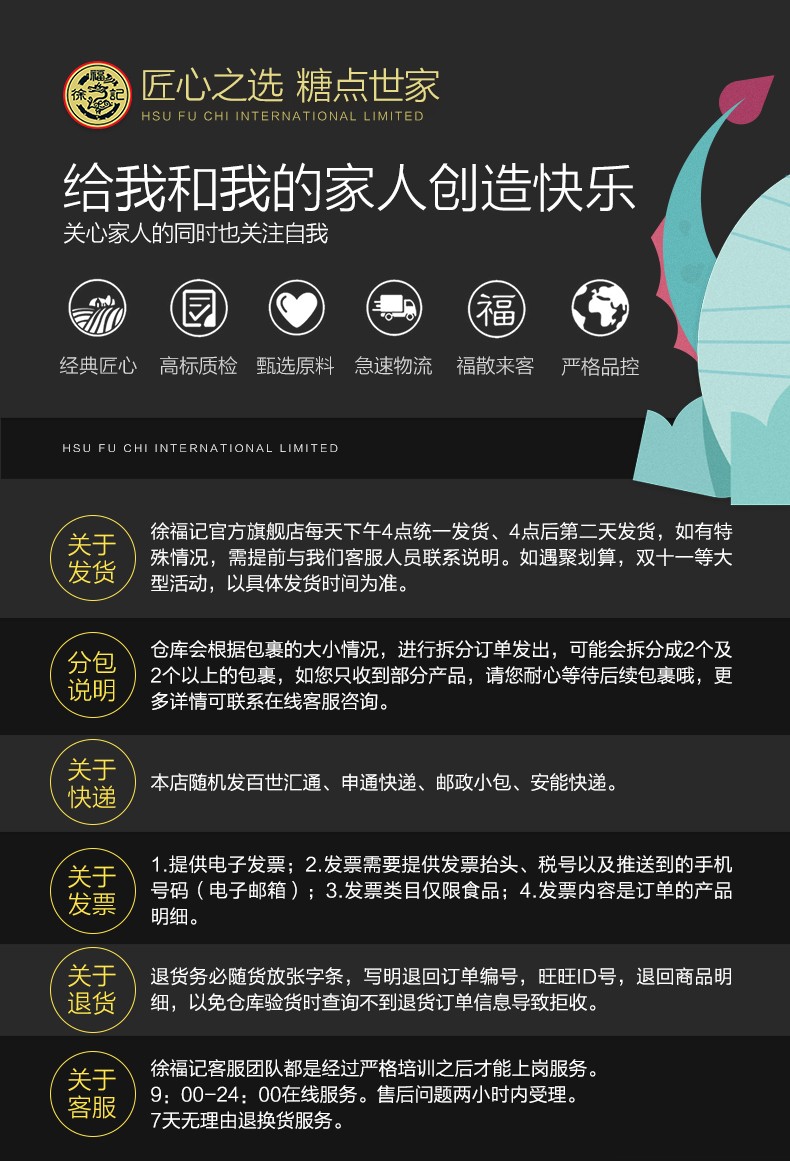 福
徐 記
匠心之选 糖点世家
HSU FU CHI INTERNATIONAL LIMITED
给我和我的家人创造快乐
关心家人的同时也关注自我
福
经典匠心 高标质检 甄选原料 急速物流 福散来客 严格品控
HSU FU CHI INTERNATIONAL LIMITED
关于
发货
徐福记官方旗舰店每天下午4点统一发货、4点后第二天发货，如有特
殊情况，需提前与我们客服人员联系说明。如遇聚划算，双十一等大
型活动，以具体发货时间为准。
分包
说明
仓库会根据包裹的大小情况，进行拆分订单发出，可能会拆分成2个及
2个以上的包裹，如您只收到部分产品，请您耐心等待后续包裹哦，更
多详情可联系在线客服咨询。
关于
快递
本店随机发百世汇通、申通快递、邮政小包、安能快递。
关于
发票
1.提供电子发票；2.发票需要提供发票抬头、税号以及推送到的手机
号码（电子邮箱）；3.发票类目仅限食品；4.发票内容是订单的产品
明细。
关于
退货
退货务必随货放张字条，写明退回订单编号，旺旺ID号，退回商品明
细，以免仓库验货时查询不到退货订单信息导致拒收。
关于
客服
徐福记客服团队都是经过严格培训之后才能上岗服务。
9：00-24：00在线服务。售后问题两小时内受理。
7天无理由退换货服务。